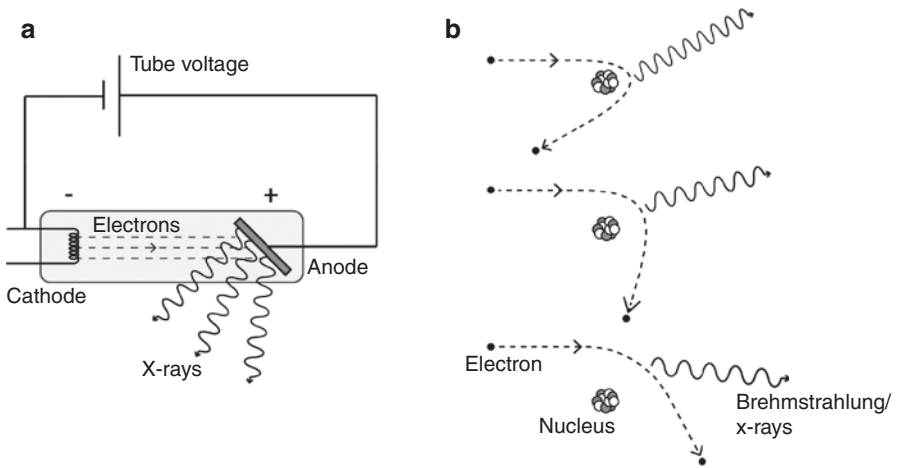 a
Tube voltage
-
+
Electrons
Anode
Cathode
X-rays
b
Electron
Nucleus
Brehmstrahlung/
x-rays